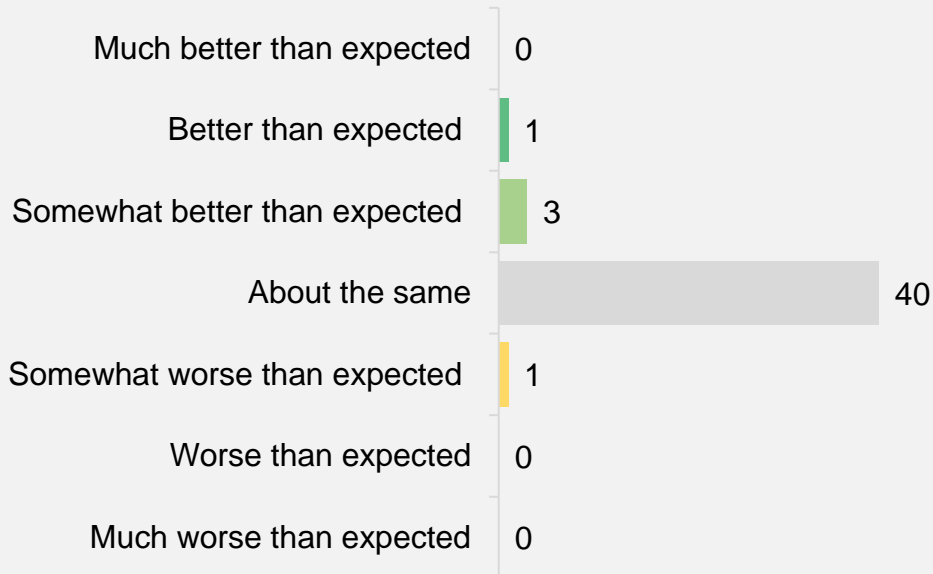 Much better than expected 0
Better than expected 1
Somewhat better than expected 3
About the same 40
Somewhat worse than expected 1
Worse than expected 0
Much worse than expected 0